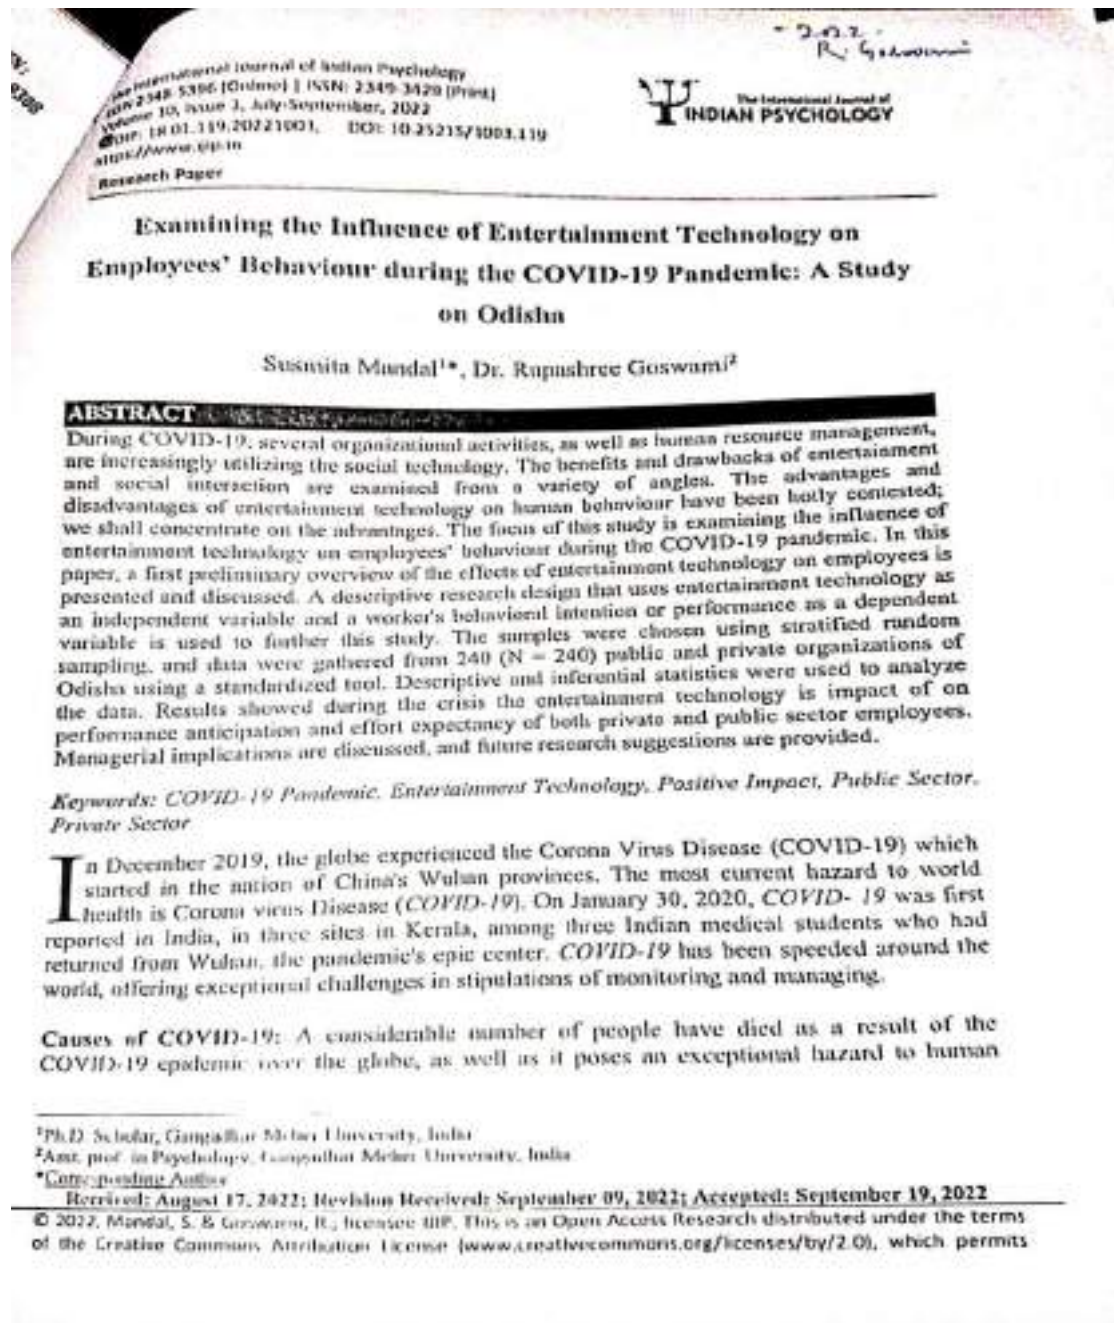 - 2022 -
R. Goswami
The International Journal of Indian Psychology
ISSN 2348-5396 (Online) | ISSN: 2349-3429 (Print)
Volume 10, Issue 3, July-September, 2022
DIP: 18.01.119.20221003, DOI: 10.25215/1003.119
https://www.ijip.in
Research Paper
The International Journal of
INDIAN PSYCHOLOGY
Examining the Influence of Entertainment Technology on
Employees' Behaviour during the COVID-19 Pandemic: A Study
on Odisha
Susmita Mandal¹*, Dr. Rupashree Goswami²
ABSTRACT
During COVID-19, several organizational activities, as well as human resource management,
are increasingly utilizing the social technology. The benefits and drawbacks of entertainment
and social interaction are examined from a variety of angles. The advantages and
disadvantages of entertainment technology on human behaviour have been hotly contested;
we shall concentrate on the advantages. The focus of this study is examining the influence of
entertainment technology on employees' behaviour during the COVID-19 pandemic. In this
paper, a first preliminary overview of the effects of entertainment technology on employees is
presented and discussed. A descriptive research design that uses entertainment technology as
an independent variable and a worker's behavioral intention or performance as a dependent
variable is used to further this study. The samples were chosen using stratified random
sampling, and data were gathered from 240 (N = 240) public and private organizations of
Odisha using a standardized tool. Descriptive and inferential statistics were used to analyze
the data. Results showed during the crisis the entertainment technology is impact of on
performance anticipation and effort expectancy of both private and public sector employees.
Managerial implications are discussed, and future research suggestions are provided.
Keywords: COVID-19 Pandemic, Entertainment Technology, Positive Impact, Public Sector,
Private Sector
In December 2019, the globe experienced the Corona Virus Disease (COVID-19) which
started in the nation of China's Wuhan provinces. The most current hazard to world
health is Corona virus Disease (COVID-19). On January 30, 2020, COVID- 19 was first
reported in India, in three sites in Kerala, among three Indian medical students who had
returned from Wuhan, the pandemic's epic center. COVID-19 has been speeded around the
world, offering exceptional challenges in stipulations of monitoring and managing.
Causes of COVID-19: A considerable number of people have died as a result of the
COVID-19 epidemic over the globe, as well as it poses an exceptional hazard to human
¹Ph.D. Scholar, Gangadhar Meher University, India
²Asst. prof. in Psychology, Gangadhar Meher University, India
*Corresponding Author
Received: August 17, 2022; Revision Received: September 09, 2022; Accepted: September 19, 2022
© 2022, Mandal, S. & Goswami, R.; licensee IJIP. This is an Open Access Research distributed under the terms
of the Creative Commons Attribution License (www.creativecommons.org/licenses/by/2.0), which permits